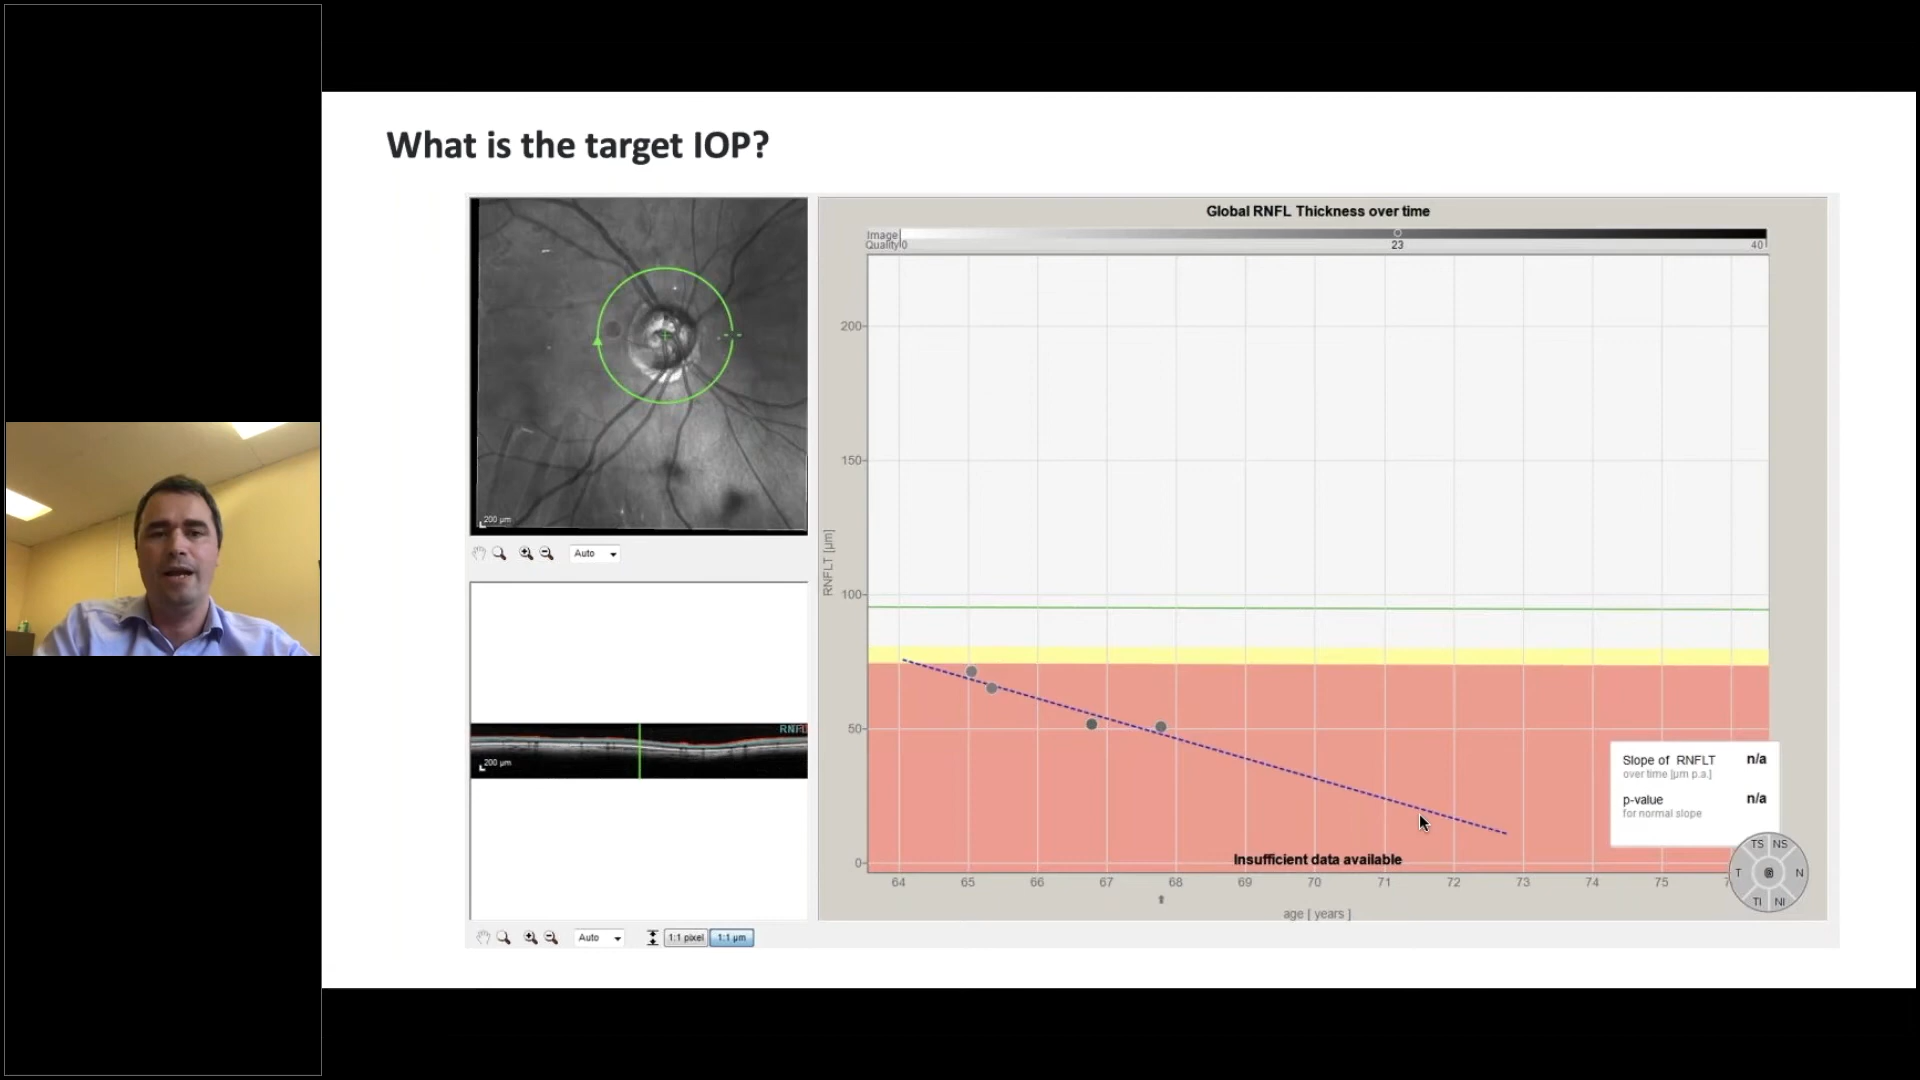 What is the target IOP?
Global RNFL Thickness over time
Image
Quality 0
23
40
200
150
100
50
0
RNFLT [µm]
64 65 66 67 68 69 70 71 72 73 74 75
age [ years ]
Insufficient data available
Slope of RNFLT n/a
over time [µm p.a.]
p-value n/a
for normal slope
TS NS
T G N
TI NI
200 µm
Auto
RNFL
200 µm
Auto
1:1 pixel
1:1 µm